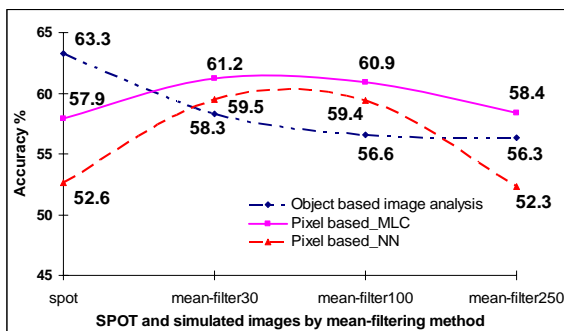 65
60
55
50
45
Accuracy %
63.3
57.9
52.6
61.2
59.5
58.3
60.9
59.4
56.6
58.4
56.3
52.3
Object based image analysis
Pixel based_MLC
Pixel based_NN
spot mean-filter30 mean-filter100 mean-filter250
SPOT and simulated images by mean-filtering method